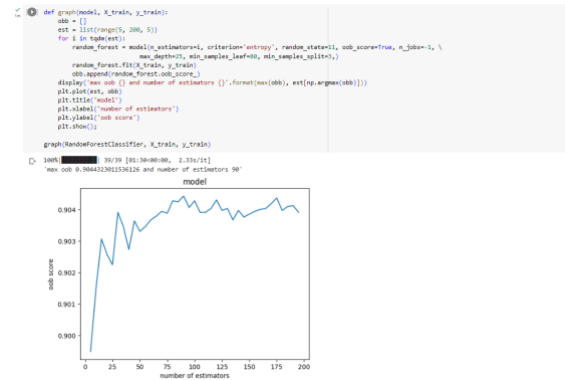 def graph(model, X_train, y_train):
obb = []
est = list(range(5, 200, 5))
for i in tqdm(est):
random_forest = model(n_estimators=i, criterion='entropy', random_state=11, oob_score=True, n_jobs=-1, \
max_depth=25, min_samples_leaf=80, min_samples_split=3,)
random_forest.fit(X_train, y_train)
obb.append(random_forest.oob_score_)
display('max oob {} and number of estimators {}'.format(max(obb), est[np.argmax(obb)]))
plt.plot(est, obb)
plt.title('model')
plt.xlabel('number of estimators')
plt.ylabel('oob score')
plt.show();
graph(RandomForestClassifier, X_train, y_train)
100% 39/39 [01:30<00:00, 2.33s/it]
'max oob 0.9044323011536126 and number of estimators 90'
model
0.904
0.903
0.902
0.901
0.900
oob score
0 25 50 75 100 125 150 175 200
number of estimators